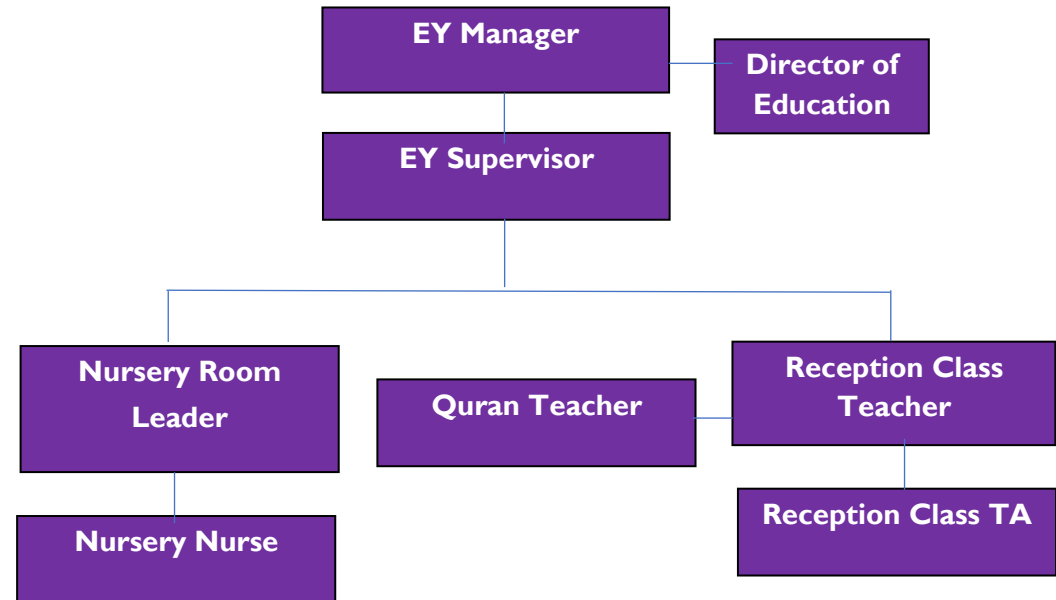 EY Manager
Director of
Education
EY Supervisor
Nursery Room
Leader
Quran Teacher
Reception Class
Teacher
Nursery Nurse
Reception Class TA